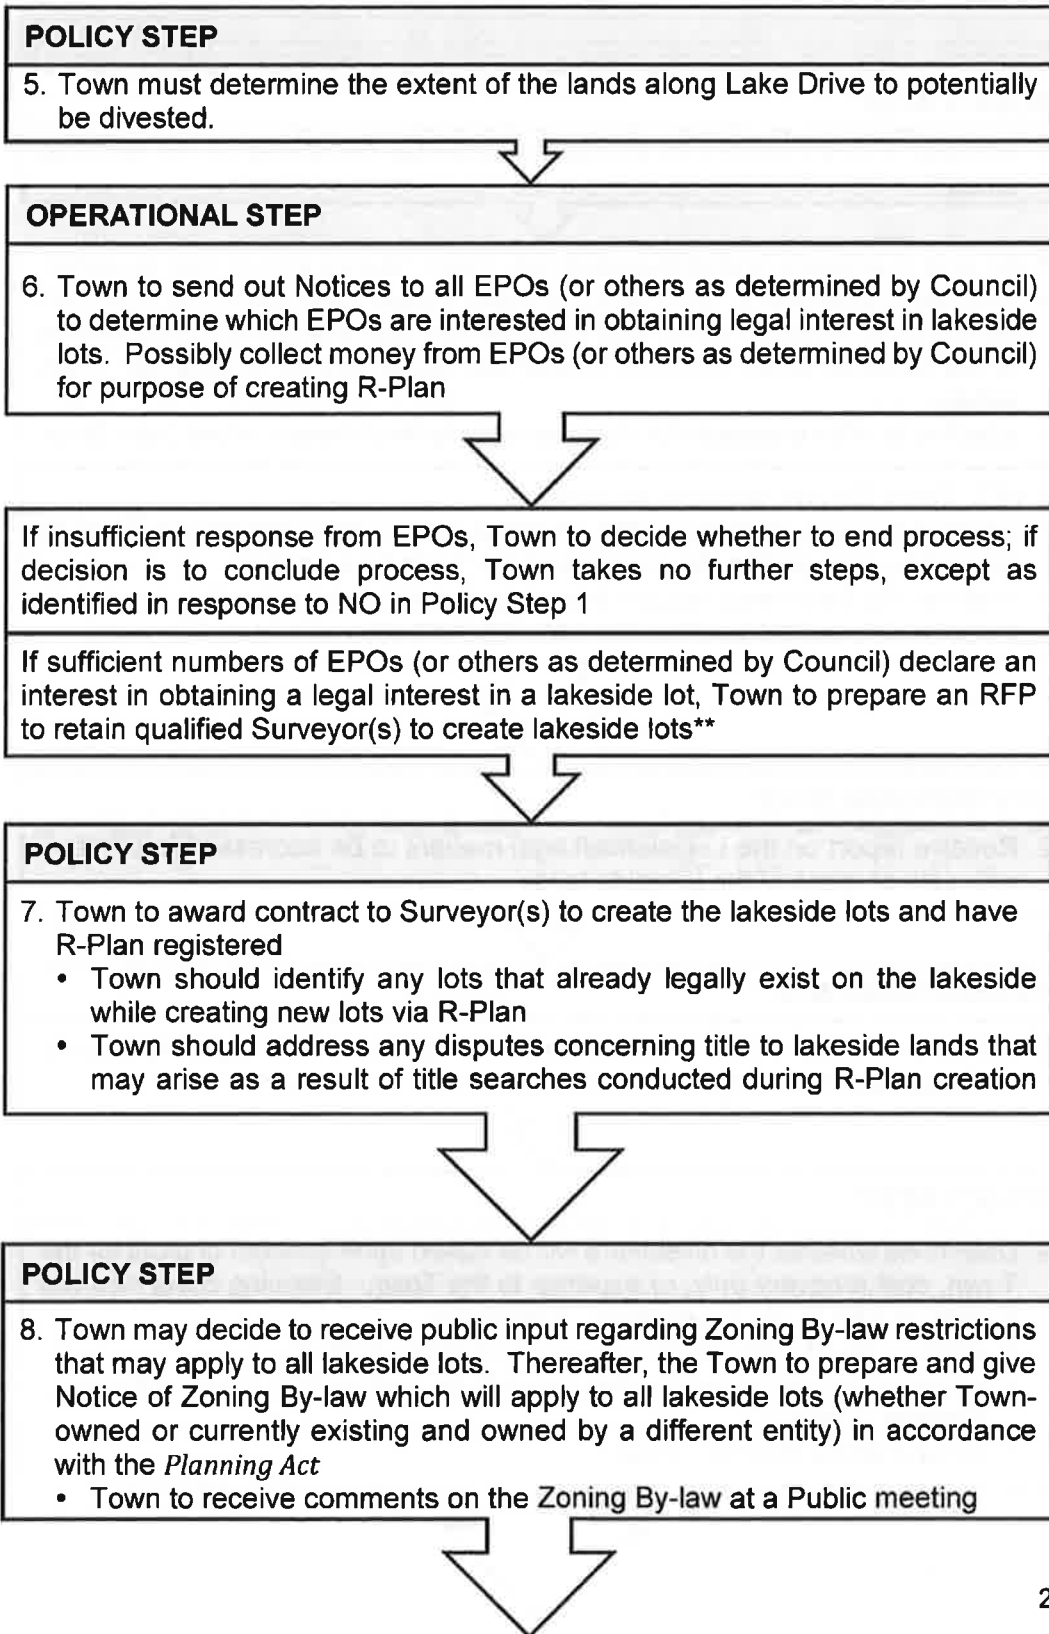 POLICY STEP
5. Town must determine the extent of the lands along Lake Drive to potentially
be divested.
OPERATIONAL STEP
6. Town to send out Notices to all EPOs (or others as determined by Council)
to determine which EPOs are interested in obtaining legal interest in lakeside
lots. Possibly collect money from EPOs (or others as determined by Council)
for purpose of creating R-Plan
If insufficient response from EPOs, Town to decide whether to end process; if
decision is to conclude process, Town takes no further steps, except as
identified in response to NO in Policy Step 1
If sufficient numbers of EPOs (or others as determined by Council) declare an
interest in obtaining a legal interest in a lakeside lot, Town to prepare an RFP
to retain qualified Surveyor(s) to create lakeside lots**
POLICY STEP
7. Town to award contract to Surveyor(s) to create the lakeside lots and have
R-Plan registered
• Town should identify any lots that already legally exist on the lakeside
while creating new lots via R-Plan
• Town should address any disputes concerning title to lakeside lands that
may arise as a result of title searches conducted during R-Plan creation
POLICY STEP
8. Town may decide to receive public input regarding Zoning By-law restrictions
that may apply to all lakeside lots. Thereafter, the Town to prepare and give
Notice of Zoning By-law which will apply to all lakeside lots (whether Town-
owned or currently existing and owned by a different entity) in accordance
with the Planning Act
• Town to receive comments on the Zoning By-law at a Public meeting
2